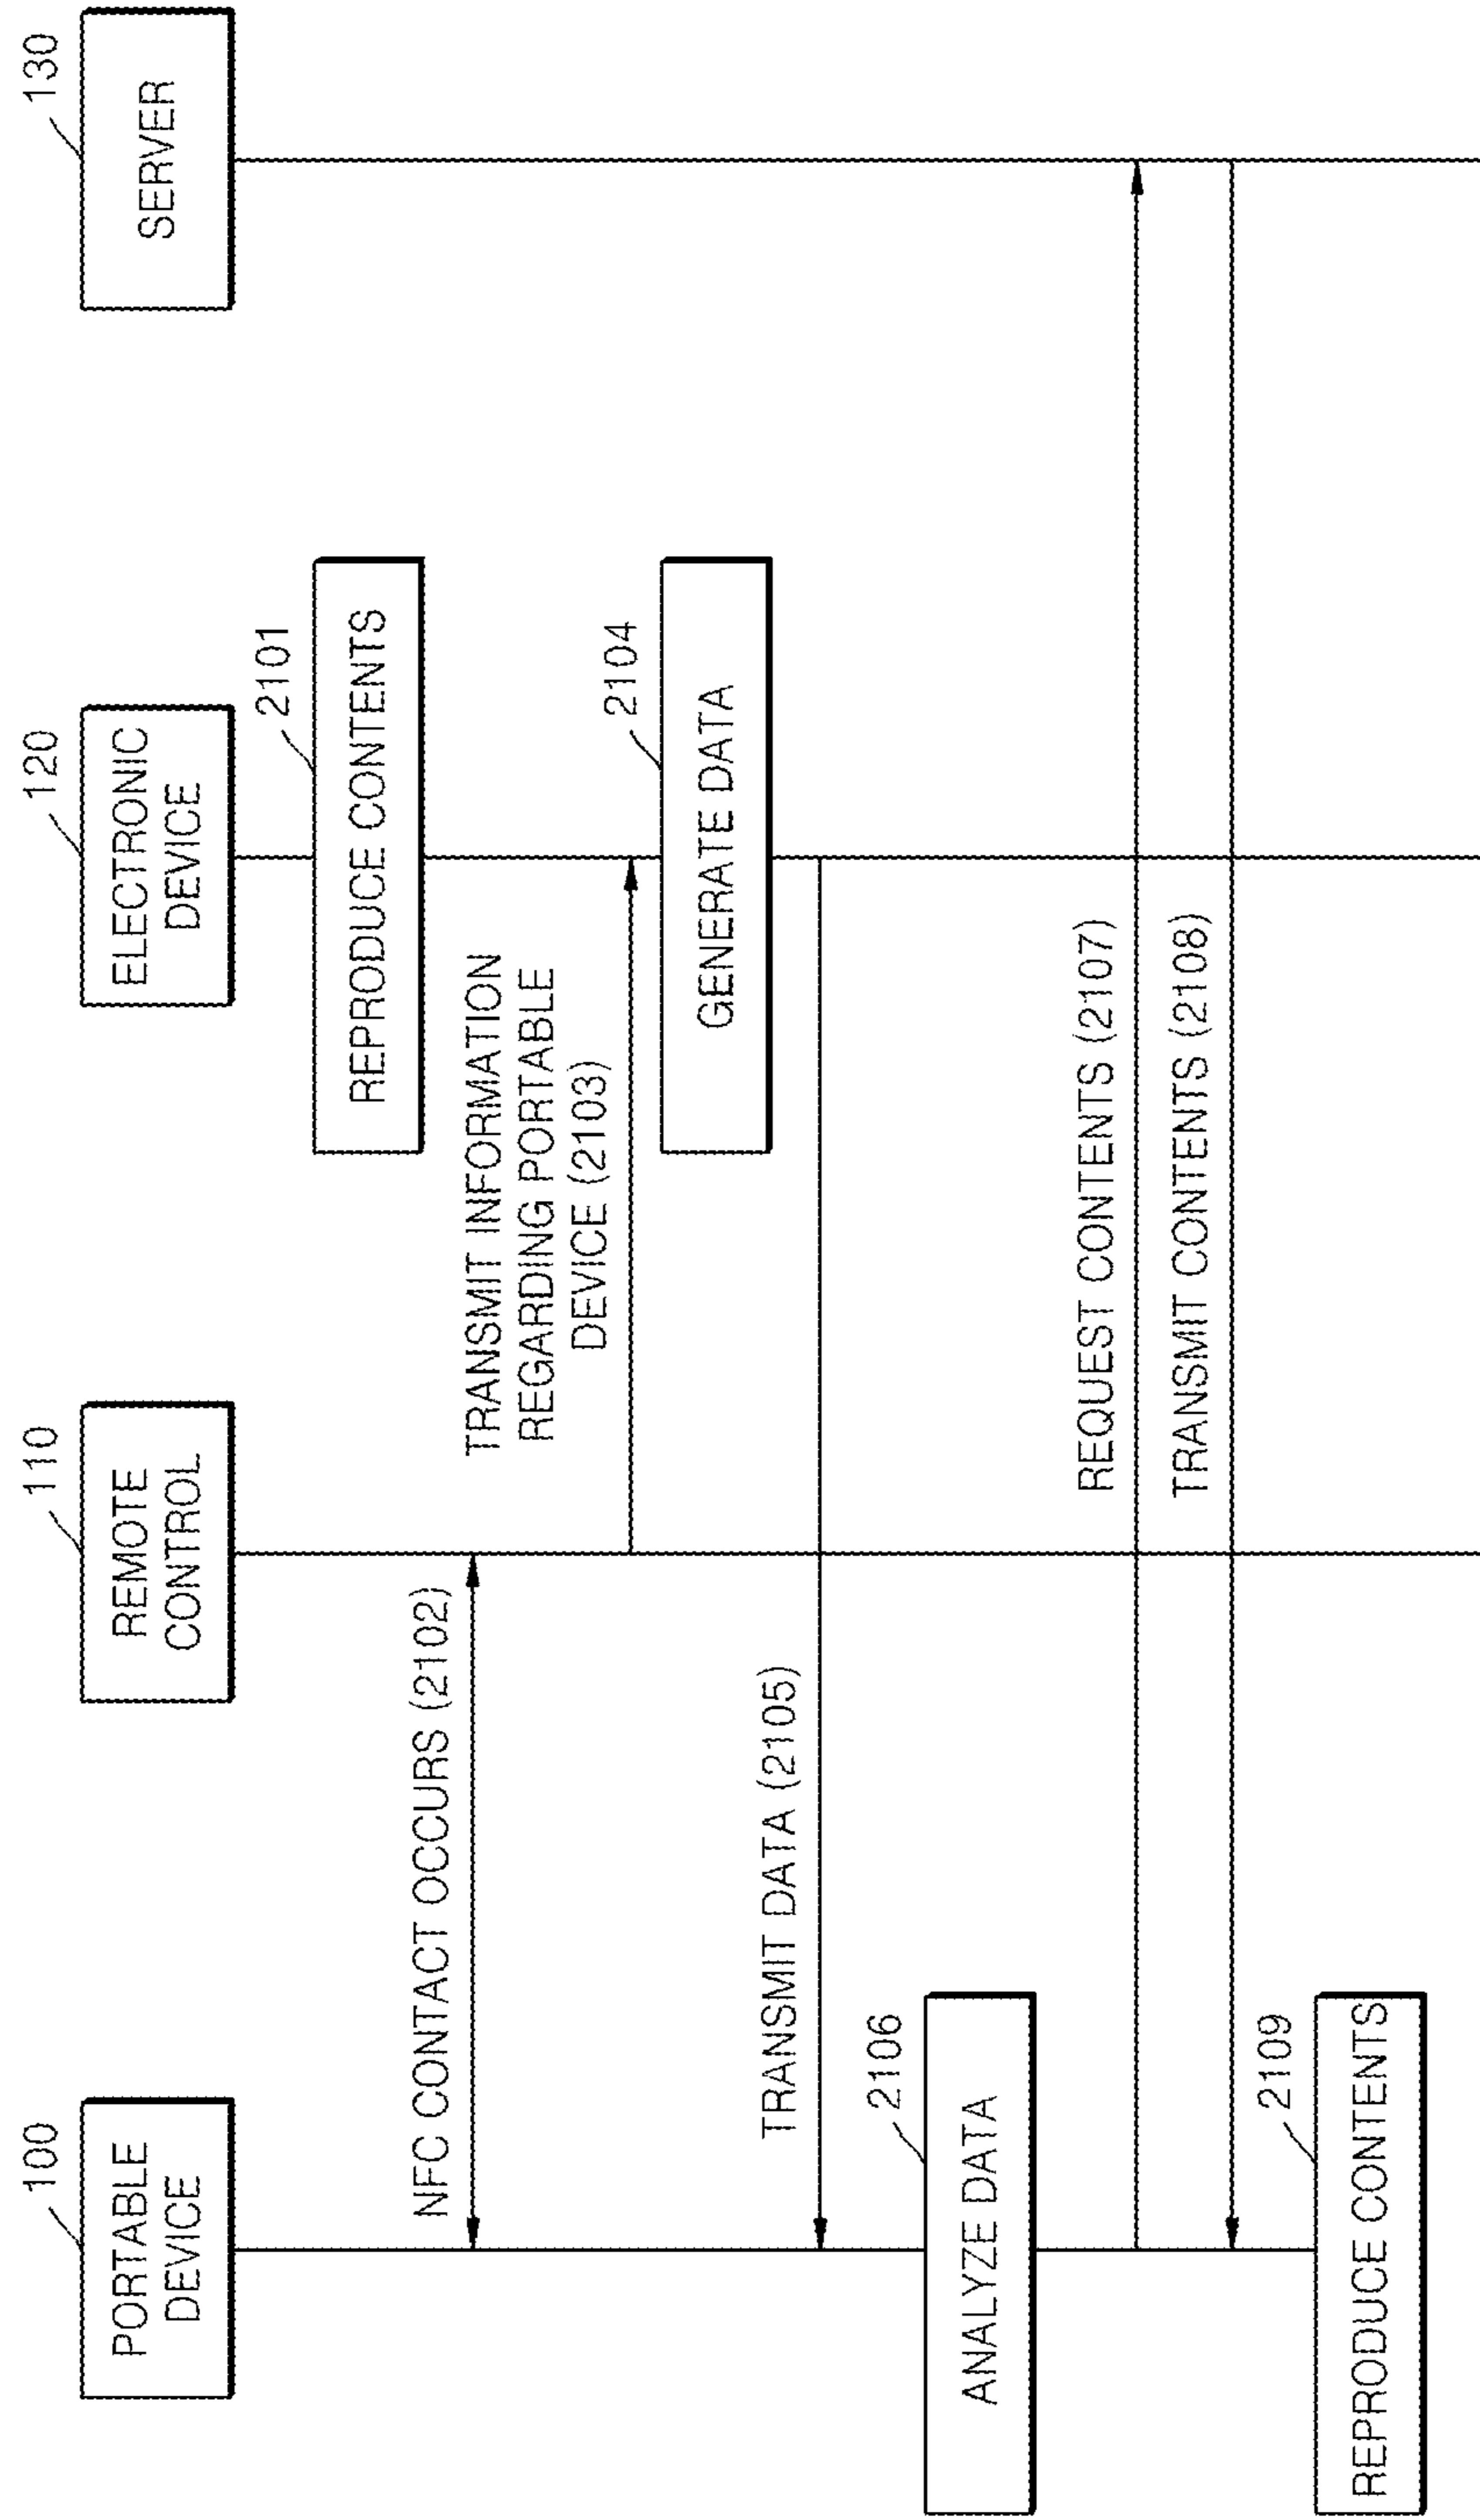 100
110
120
130
PORTABLE
DEVICE
REMOTE
CONTROL
ELECTRONIC
DEVICE
SERVER
2101
REPRODUCE CONTENTS
NFC CONTACT OCCURS (2102)
TRANSMIT INFORMATION
REGARDING PORTABLE
DEVICE (2103)
2104
GENERATE DATA
TRANSMIT DATA (2105)
2106
ANALYZE DATA
REQUEST CONTENTS (2107)
TRANSMIT CONTENTS (2108)
2109
REPRODUCE CONTENTS